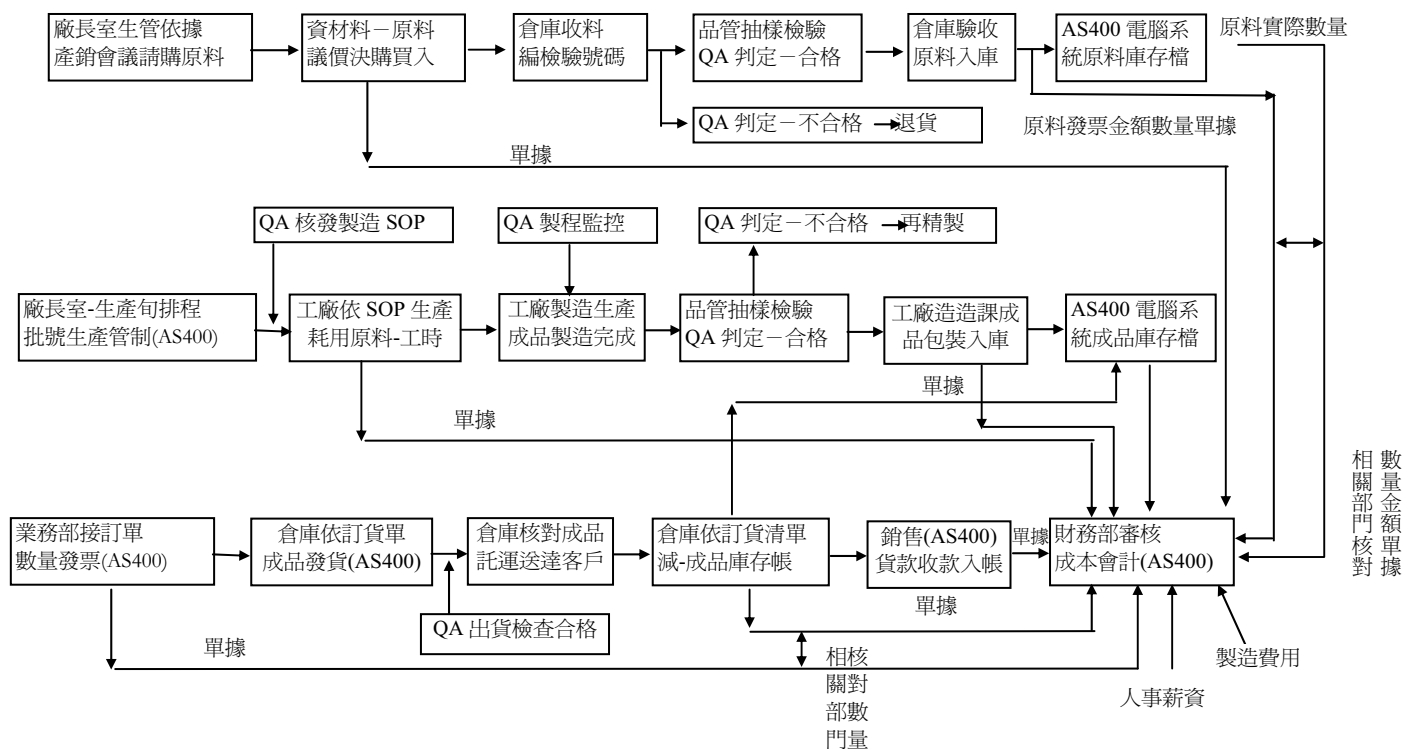 廠長室生管依據
產銷會議請購原料
資材料－原料
議價決購買入
倉庫收料
編檢驗號碼
品管抽樣檢驗
QA 判定－合格
倉庫驗收
原料入庫
AS400 電腦系
統原料庫存檔
原料實際數量
QA 判定－不合格
退貨
原料發票金額數量單據
單據
QA 核發製造 SOP
QA 製程監控
QA 判定－不合格
再精製
廠長室-生產旬排程
批號生產管制(AS400)
工廠依 SOP 生產
耗用原料-工時
工廠製造生產
成品製造完成
品管抽樣檢驗
QA 判定－合格
工廠造造課成
品包裝入庫
AS400 電腦系
統成品庫存檔
單據
單據
數量金額單據
相關部門核對
業務部接訂單
數量發票(AS400)
倉庫依訂貨單
成品發貨(AS400)
倉庫核對成品
託運送達客戶
倉庫依訂貨清單
減-成品庫存帳
銷售(AS400)
貨款收款入帳
單據
財務部審核
成本會計(AS400)
QA 出貨檢查合格
單據
單據
相核
關對
部數
門量
製造費用
人事薪資